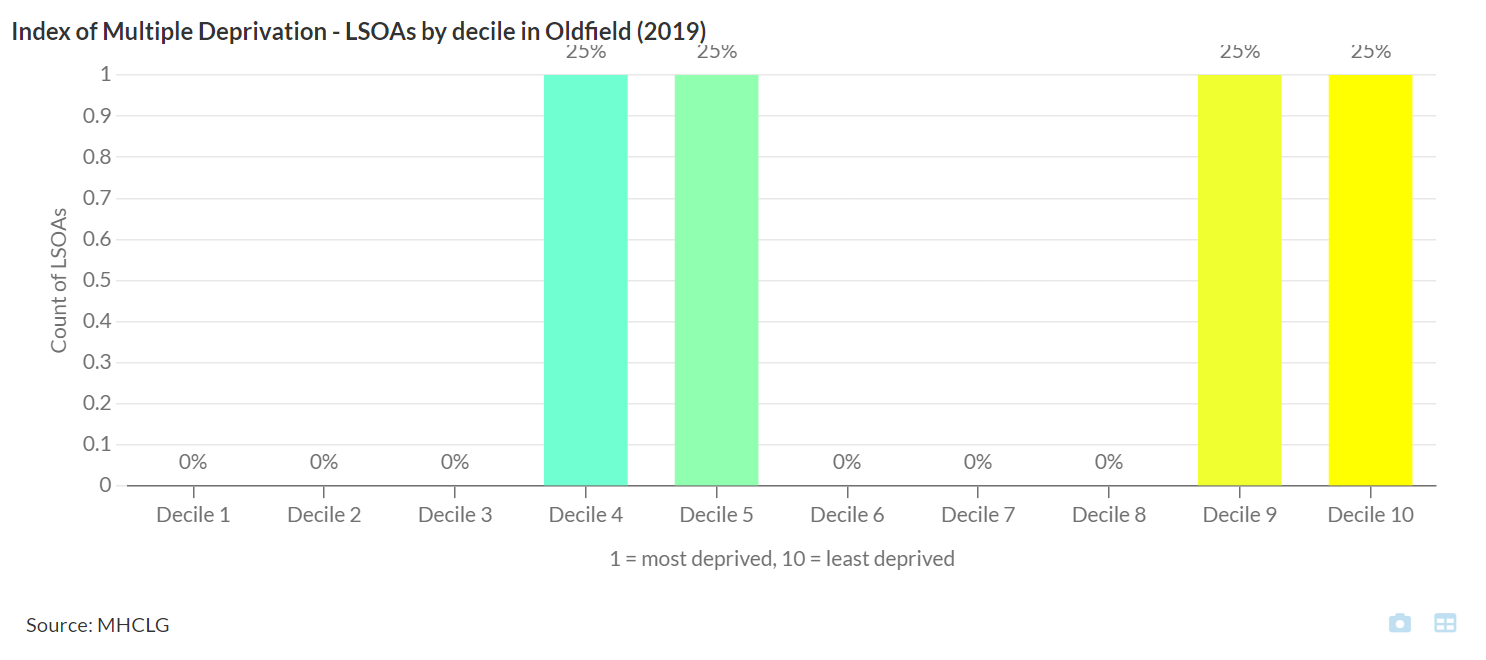 Index of Multiple Deprivation - LSOAs by decile in Oldfield (2019)
25% 25% 25% 25%
1
0.9
0.8
0.7
0.6
0.5
0.4
0.3
0.2
0.1
0
Count of LSOAs
0% 0% 0% 0% 0% 0%
Decile 1 Decile 2 Decile 3 Decile 4 Decile 5 Decile 6 Decile 7 Decile 8 Decile 9 Decile 10
1 = most deprived, 10 = least deprived
Source: MHCLG